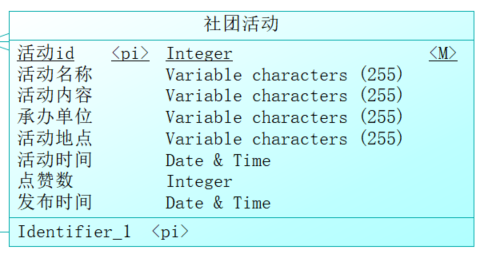 社团活动
活动id <pi> Integer <M>
活动名称 Variable characters (255)
活动内容 Variable characters (255)
承办单位 Variable characters (255)
活动地点 Variable characters (255)
活动时间 Date & Time
点赞数 Integer
发布时间 Date & Time
Identifier_1 <pi>